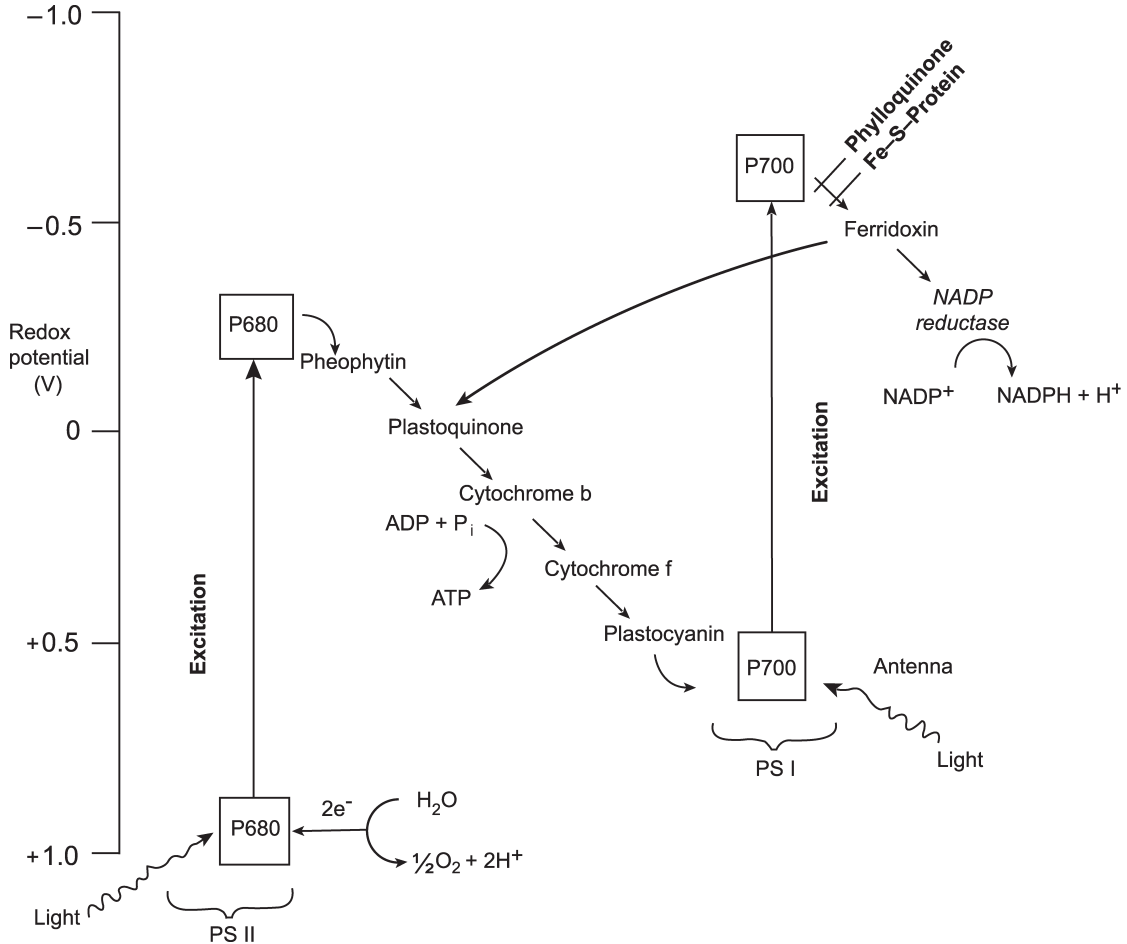 –1.0
–0.5
Redox
potential
(V)
0
+0.5
+1.0
P680
Pheophytin
Plastoquinone
Cytochrome b
ADP + Pi
ATP
Cytochrome f
Plastocyanin
Excitation
P680
2e-
H2O
½O2 + 2H+
Light
PS II
P700
Phylloquinone
Fe–S–Protein
Ferridoxin
NADP
reductase
NADP+
NADPH + H+
Excitation
P700
Antenna
Light
PS I